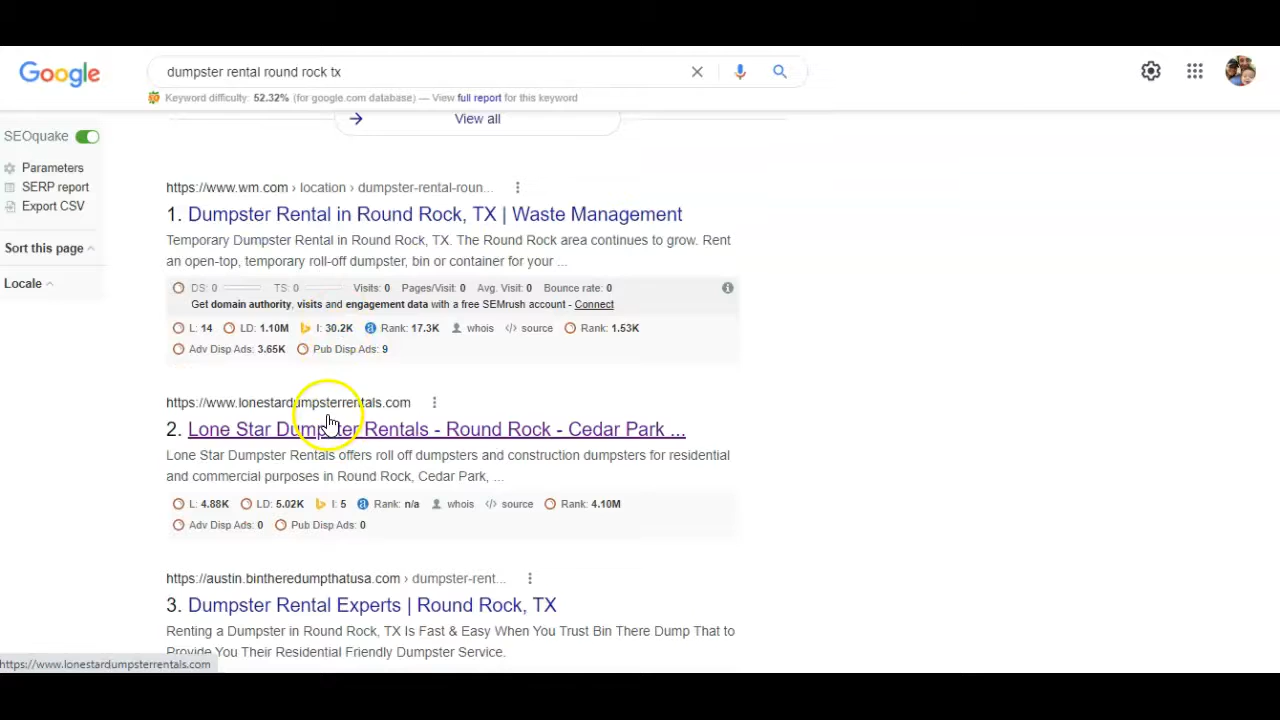 Google
dumpster rental round rock tx
Keyword difficulty: 52.32% (for google.com database) — View full report for this keyword
SEOquake
Parameters
SERP report
Export CSV
Sort this page
Locale
View all
https://www.wm.com › location › dumpster-rental-roun...
1. Dumpster Rental in Round Rock, TX | Waste Management
Temporary Dumpster Rental in Round Rock, TX. The Round Rock area continues to grow. Rent
an open-top, temporary roll-off dumpster, bin or container for your ...
DS: 0 TS: 0 Visits: 0 Pages/Visit: 0 Avg. Visit: 0 Bounce rate: 0
Get domain authority, visits and engagement data with a free SEMrush account - Connect
L: 14 LD: 1.10M I: 30.2K Rank: 17.3K whois </> source Rank: 1.53K
Adv Disp Ads: 3.65K Pub Disp Ads: 9
https://www.lonestardumpsterrentals.com
2. Lone Star Dumpster Rentals - Round Rock - Cedar Park ...
Lone Star Dumpster Rentals offers roll off dumpsters and construction dumpsters for residential
and commercial purposes in Round Rock, Cedar Park, ...
L: 4.88K LD: 5.02K I: 5 Rank: n/a whois </> source Rank: 4.10M
Adv Disp Ads: 0 Pub Disp Ads: 0
https://austin.bintheredumpthatusa.com › dumpster-rent...
3. Dumpster Rental Experts | Round Rock, TX
Renting a Dumpster in Round Rock, TX Is Fast & Easy When You Trust Bin There Dump That to
Provide You Their Residential Friendly Dumpster Service.
https://www.lonestardumpsterrentals.com